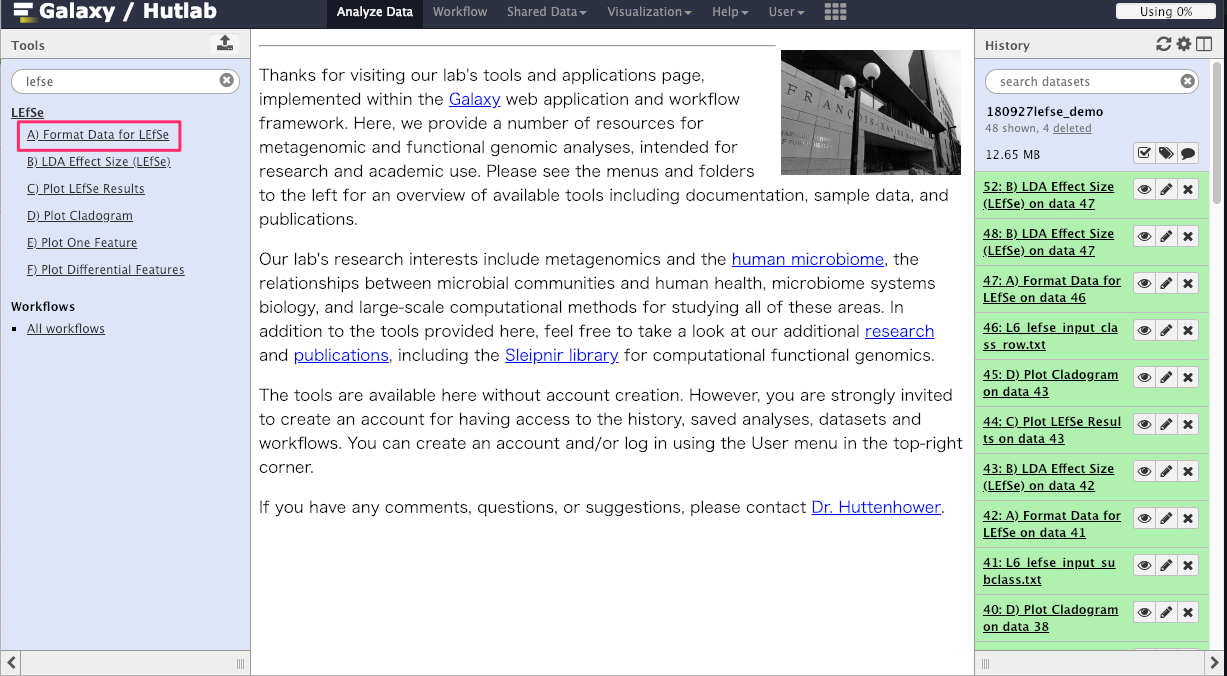 Galaxy / Hutlab
Analyze Data
Workflow
Shared Data
Visualization
Help
User
Using 0%
Tools
lefse
LEfSe
A) Format Data for LEfSe
B) LDA Effect Size (LEfSe)
C) Plot LEfSe Results
D) Plot Cladogram
E) Plot One Feature
F) Plot Differential Features
Workflows
All workflows
Thanks for visiting our lab's tools and applications page,
implemented within the Galaxy web application and workflow
framework. Here, we provide a number of resources for
metagenomic and functional genomic analyses, intended for
research and academic use. Please see the menus and folders
to the left for an overview of available tools including documentation, sample data, and
publications.
FRANCOIS-XAVIER
Our lab's research interests include metagenomics and the human microbiome, the
relationships between microbial communities and human health, microbiome systems
biology, and large-scale computational methods for studying all of these areas. In
addition to the tools provided here, feel free to take a look at our additional research
and publications, including the Sleipnir library for computational functional genomics.
The tools are available here without account creation. However, you are strongly invited
to create an account for having access to the history, saved analyses, datasets and
workflows. You can create an account and/or log in using the User menu in the top-right
corner.
If you have any comments, questions, or suggestions, please contact Dr. Huttenhower.
History
search datasets
180927lefse_demo
48 shown, 4 deleted
12.65 MB
52: B) LDA Effect Size
(LEfSe) on data 47
48: B) LDA Effect Size
(LEfSe) on data 47
47: A) Format Data for
LEfSe on data 46
46: L6_lefse_input_cla
ss_row.txt
45: D) Plot Cladogram
on data 43
44: C) Plot LEfSe Resul
ts on data 43
43: B) LDA Effect Size
(LEfSe) on data 42
42: A) Format Data for
LEfSe on data 41
41: L6_lefse_input_su
bclass.txt
40: D) Plot Cladogram
on data 38